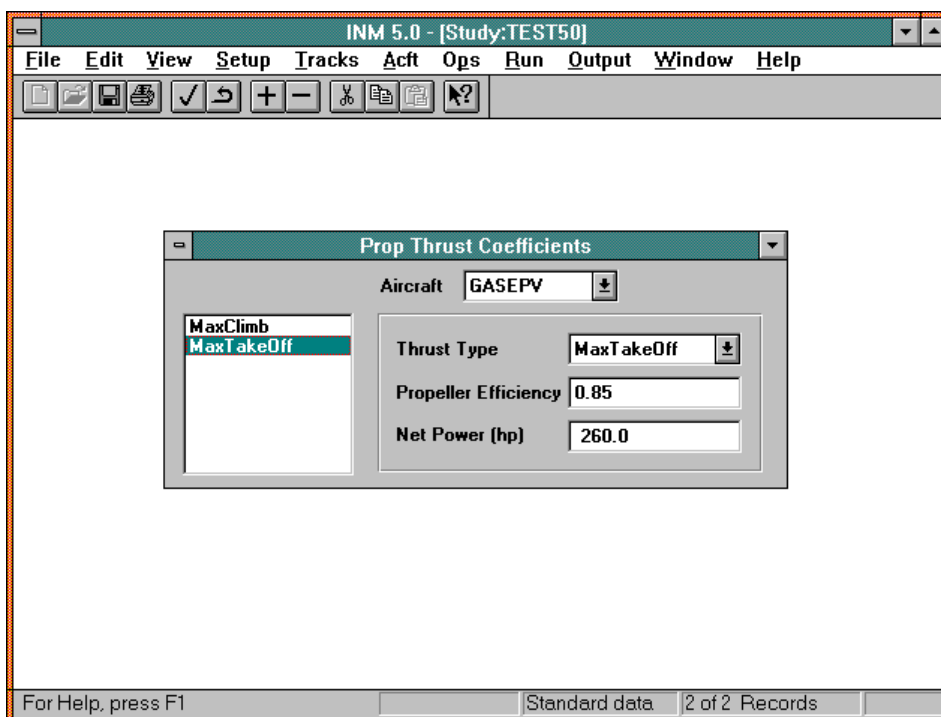 INM 5.0 - [Study:TEST50]
File Edit View Setup Tracks Acft Ops Run Output Window Help
Prop Thrust Coefficients
Aircraft GASEPV
MaxClimb
MaxTakeOff
Thrust Type MaxTakeOff
Propeller Efficiency 0.85
Net Power (hp) 260.0
For Help, press F1 Standard data 2 of 2 Records